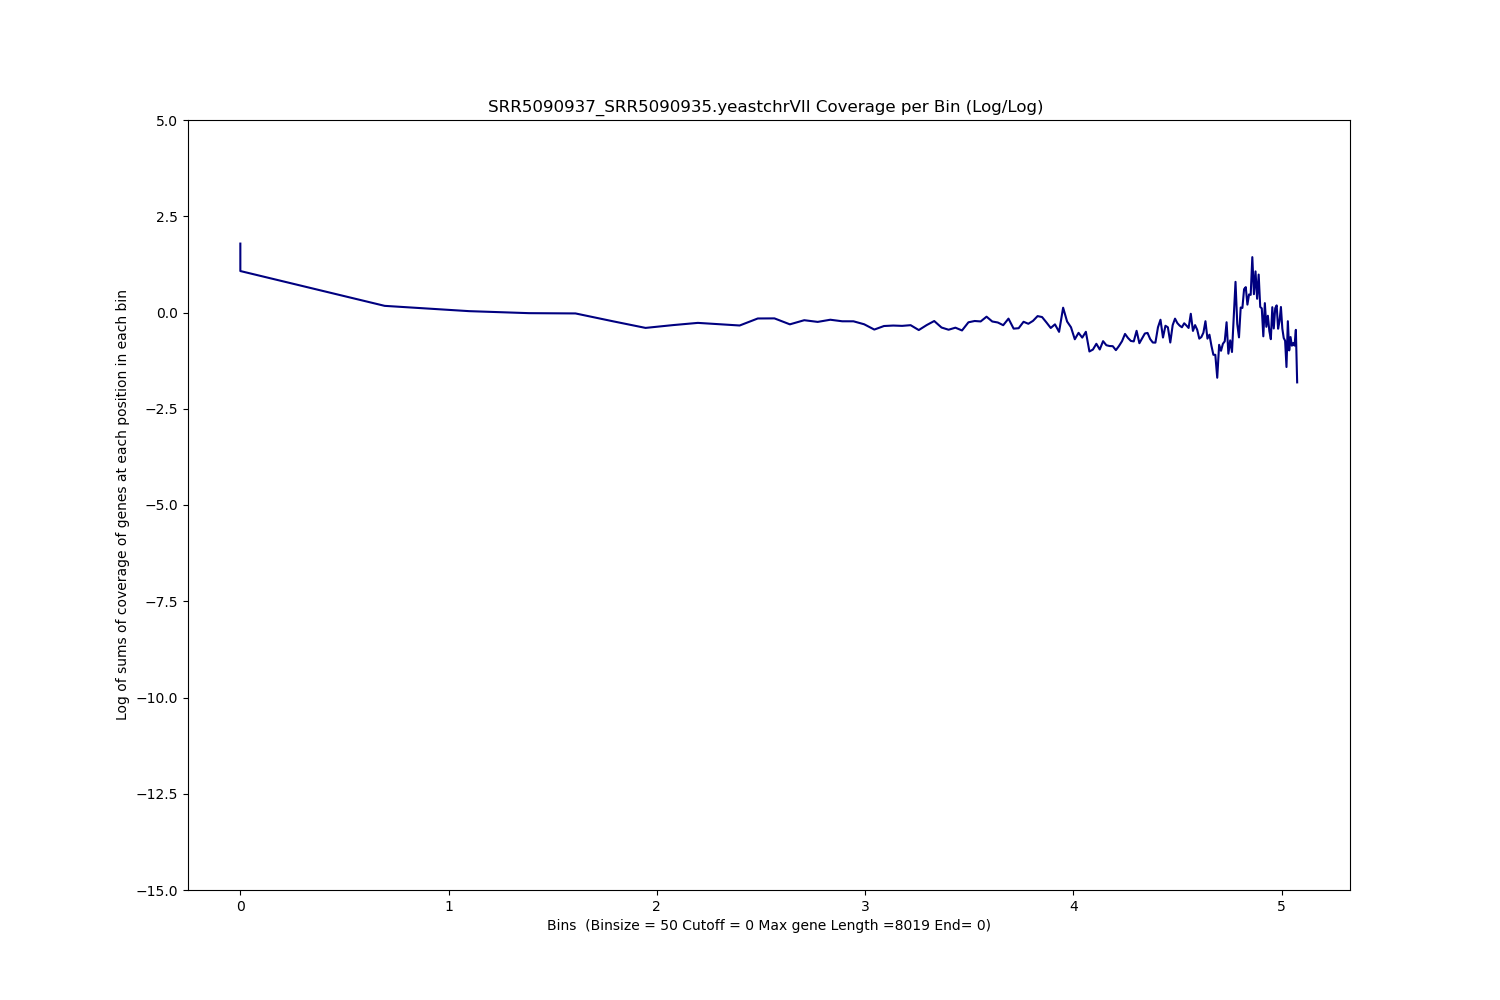 SRR5090937_SRR5090935.yeastchrVII Coverage per Bin (Log/Log)
5.0
2.5
0.0
−2.5
−5.0
−7.5
−10.0
−12.5
−15.0
Log of sums of coverage of genes at each position in each bin
0 1 2 3 4 5
Bins  (Binsize = 50 Cutoff = 0 Max gene Length =8019 End= 0)